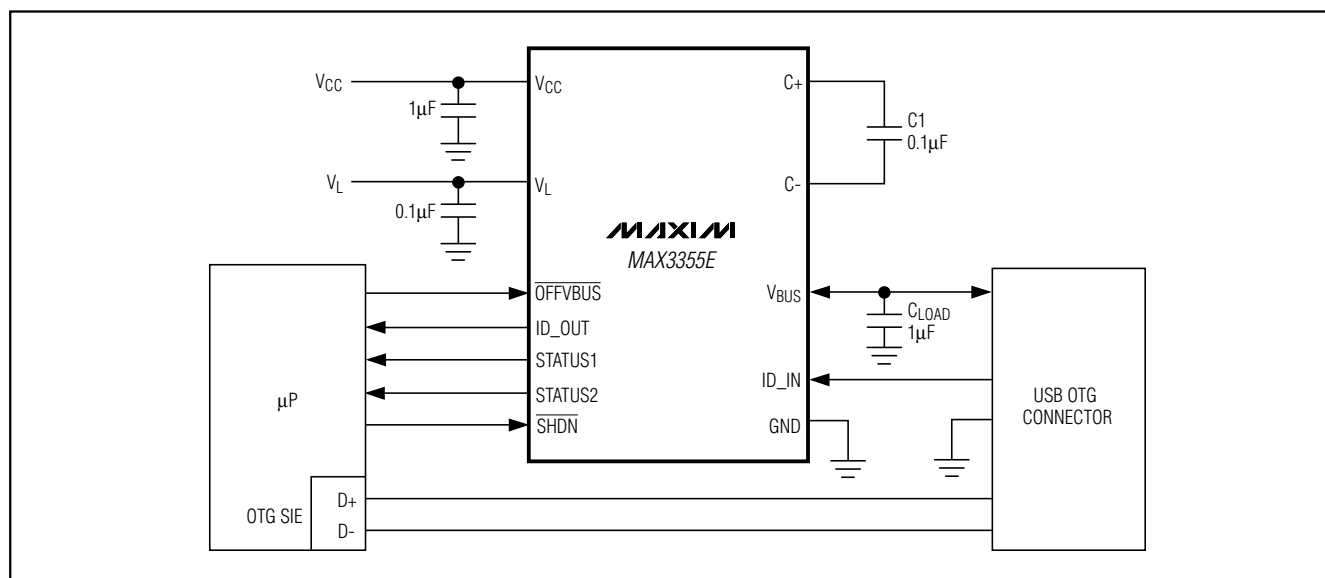 VCC
1µF
VL
0.1µF
VCC
VL
C+
C-
C1
0.1µF
MAXIM
MAX3355E
OFFVBUS
ID_OUT
STATUS1
STATUS2
SHDN
VBUS
CLOAD
1µF
ID_IN
GND
µP
OTG SIE
D+
D-
USB OTG
CONNECTOR